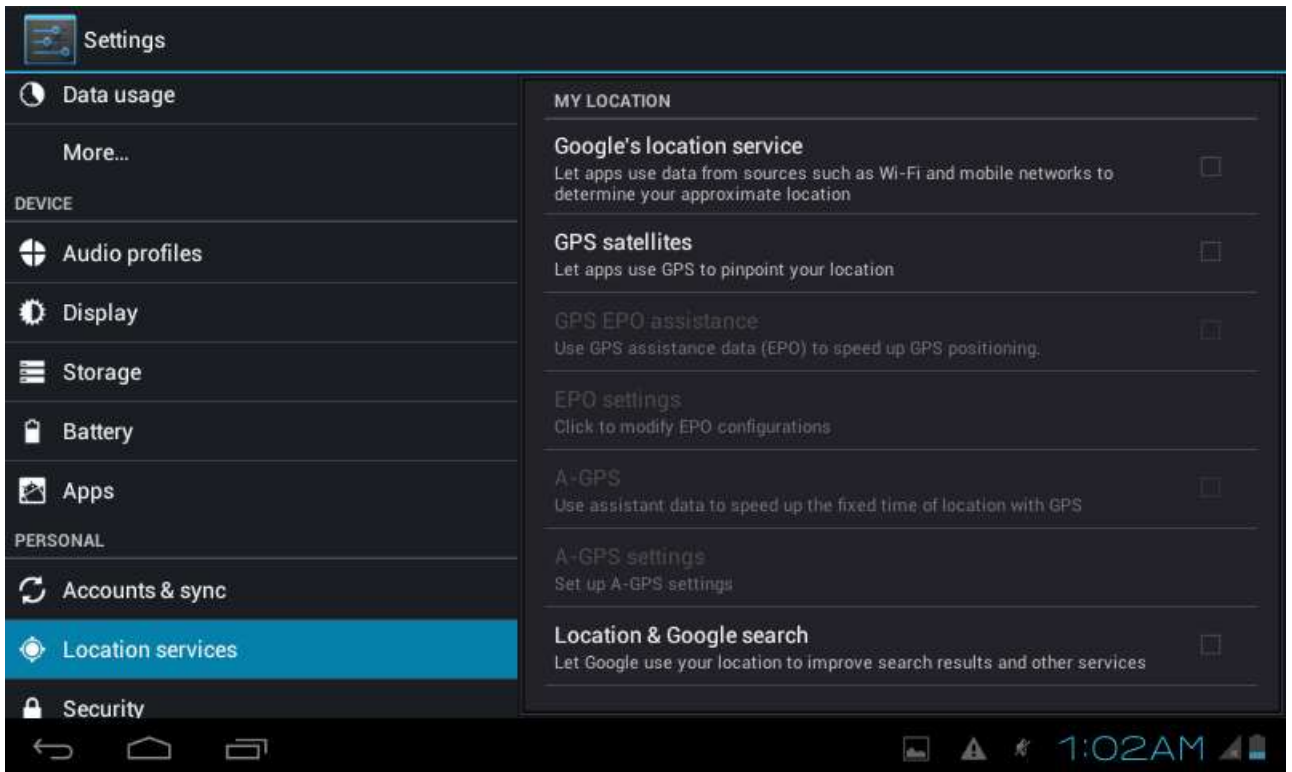 Settings
Data usage
More...
DEVICE
Audio profiles
Display
Storage
Battery
Apps
PERSONAL
Accounts & sync
Location services
Security
MY LOCATION
Google's location service
Let apps use data from sources such as Wi-Fi and mobile networks to
determine your approximate location
GPS satellites
Let apps use GPS to pinpoint your location
GPS EPO assistance
Use GPS assistance data (EPO) to speed up GPS positioning.
EPO settings
Click to modify EPO configurations
A-GPS
Use assistant data to speed up the fixed time of location with GPS
A-GPS settings
Set up A-GPS settings
Location & Google search
Let Google use your location to improve search results and other services
1:02AM